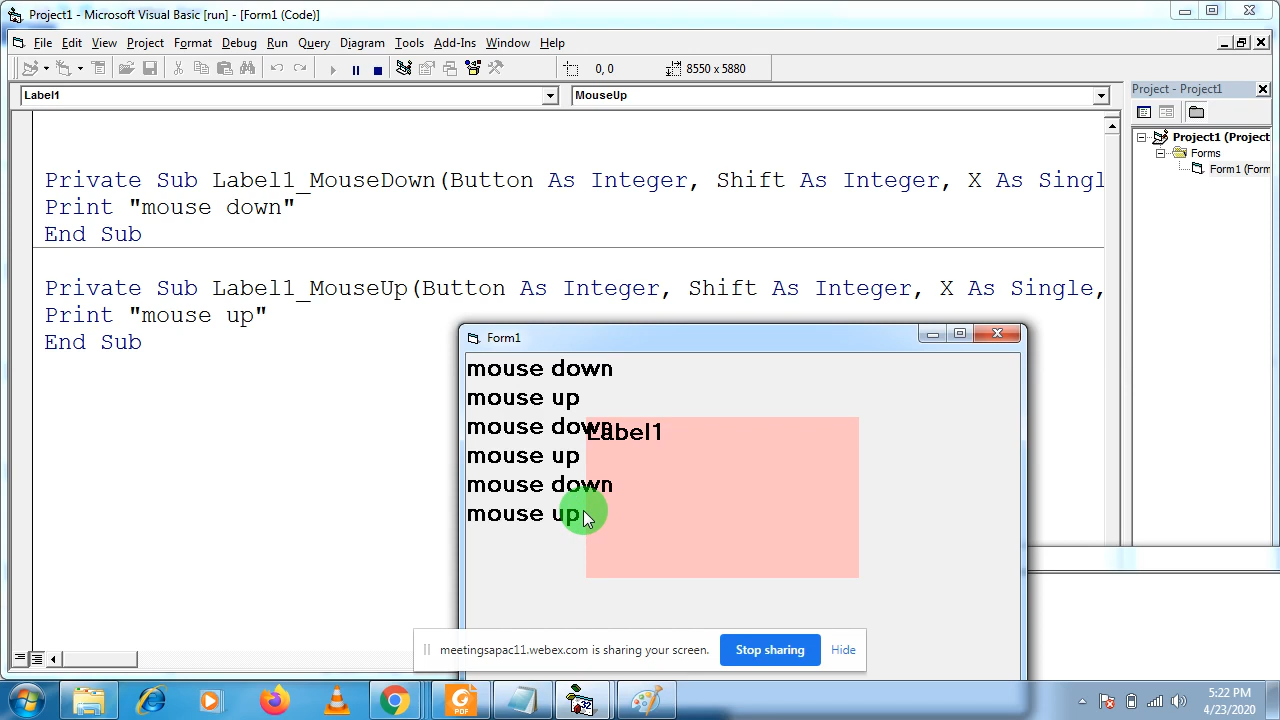 Project1 - Microsoft Visual Basic [run] - [Form1 (Code)]
File Edit View Project Format Debug Run Query Diagram Tools Add-Ins Window Help
0, 0 8550 x 5880
Label1 MouseUp
Project - Project1
Project1 (Project
Forms
Form1 (Form
Private Sub Label1_MouseDown(Button As Integer, Shift As Integer, X As Singl
Print "mouse down"
End Sub
Private Sub Label1_MouseUp(Button As Integer, Shift As Integer, X As Single,
Print "mouse up"
End Sub
Form1
mouse down
mouse up
mouse down
Label1
mouse up
mouse down
mouse up
meetingsapac11.webex.com is sharing your screen. Stop sharing Hide
PDF
32
5:22 PM
4/23/2020